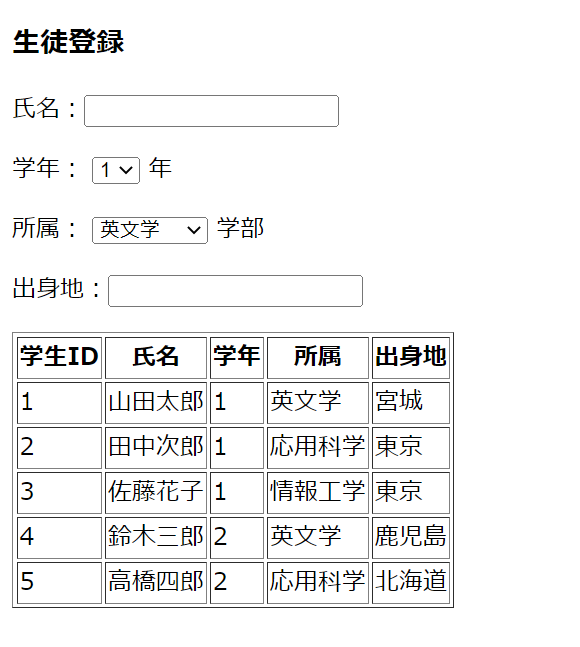 生徒登録
氏名：
学年： 1 年
所属： 英文学 学部
出身地：
学生ID 氏名 学年 所属 出身地
1 山田太郎 1 英文学 宮城
2 田中次郎 1 応用科学 東京
3 佐藤花子 1 情報工学 東京
4 鈴木三郎 2 英文学 鹿児島
5 高橋四郎 2 応用科学 北海道